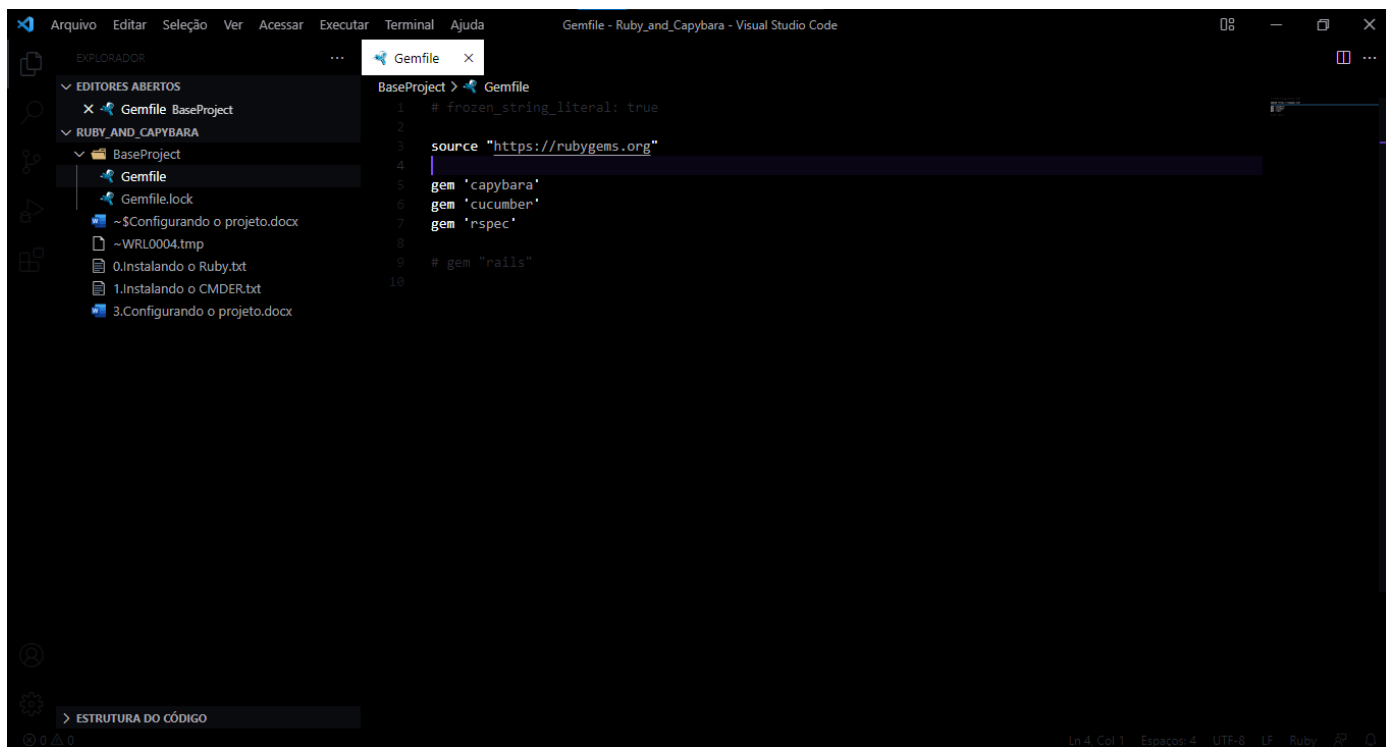 Arquivo Editar Seleção Ver Acessar Executar Terminal Ajuda Gemfile - Ruby_and_Capybara - Visual Studio Code
EXPLORADOR
EDITORES ABERTOS
Gemfile BaseProject
RUBY_AND_CAPYBARA
BaseProject
Gemfile
Gemfile.lock
~$Configurando o projeto.docx
~WRL0004.tmp
0.Instalando o Ruby.txt
1.Instalando o CMDER.txt
3.Configurando o projeto.docx
ESTRUTURA DO CÓDIGO
Gemfile
BaseProject > Gemfile
1 # frozen_string_literal: true
2
3 source "https://rubygems.org"
4
5 gem 'capybara'
6 gem 'cucumber'
7 gem 'rspec'
8
9 # gem "rails"
10
0 0 Ln 4, Col 1 Espaços: 4 UTF-8 LF Ruby